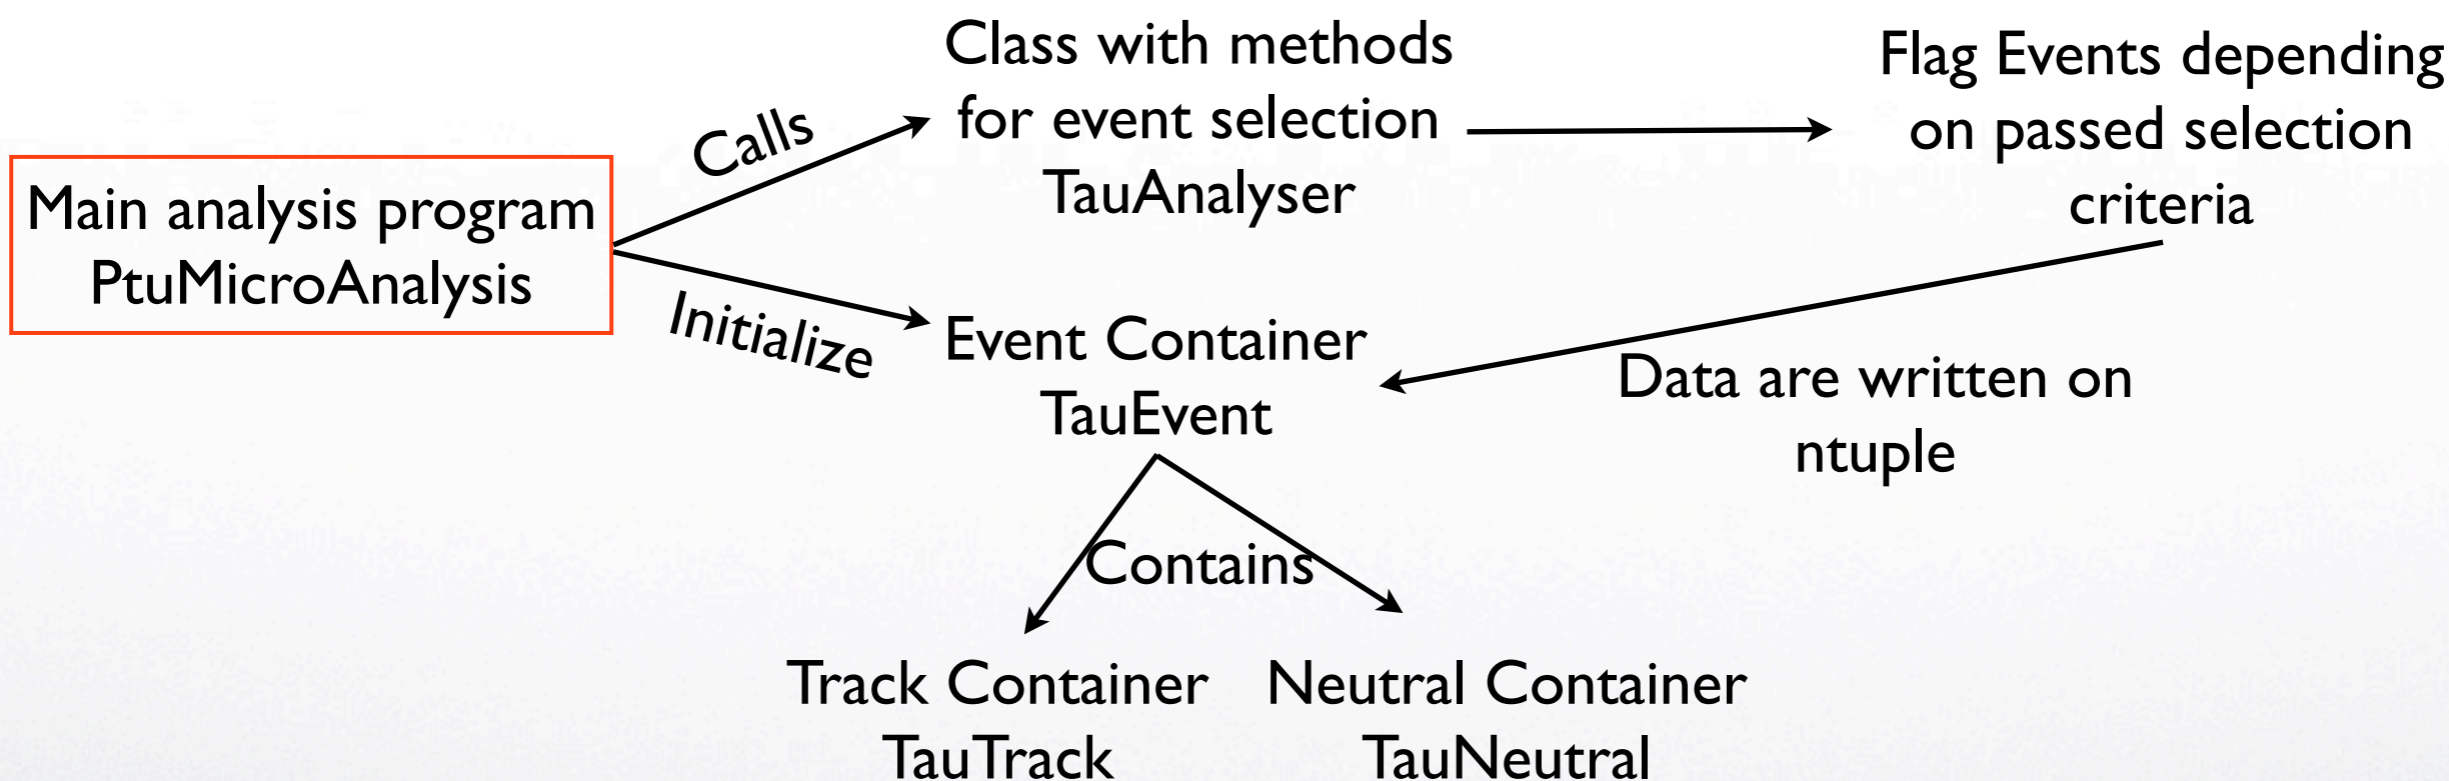 Main analysis program
PtuMicroAnalysis
Calls
Initialize
Class with methods
for event selection
TauAnalyser
Flag Events depending
on passed selection
criteria
Event Container
TauEvent
Data are written on
ntuple
Contains
Track Container
TauTrack
Neutral Container
TauNeutral